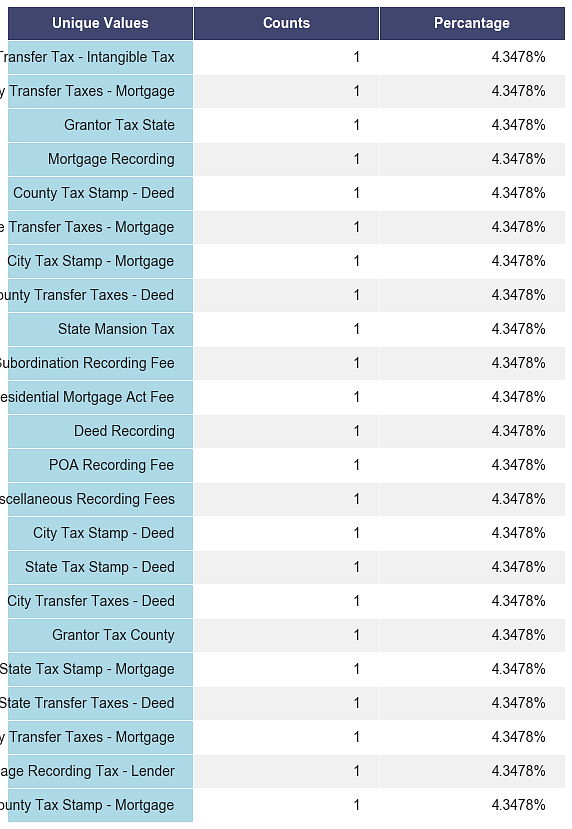 Unique Values Counts Percantage
Transfer Tax - Intangible Tax 1 4.3478%
y Transfer Taxes - Mortgage 1 4.3478%
Grantor Tax State 1 4.3478%
Mortgage Recording 1 4.3478%
County Tax Stamp - Deed 1 4.3478%
e Transfer Taxes - Mortgage 1 4.3478%
City Tax Stamp - Mortgage 1 4.3478%
ounty Transfer Taxes - Deed 1 4.3478%
State Mansion Tax 1 4.3478%
Subordination Recording Fee 1 4.3478%
esidential Mortgage Act Fee 1 4.3478%
Deed Recording 1 4.3478%
POA Recording Fee 1 4.3478%
scellaneous Recording Fees 1 4.3478%
City Tax Stamp - Deed 1 4.3478%
State Tax Stamp - Deed 1 4.3478%
City Transfer Taxes - Deed 1 4.3478%
Grantor Tax County 1 4.3478%
State Tax Stamp - Mortgage 1 4.3478%
State Transfer Taxes - Deed 1 4.3478%
y Transfer Taxes - Mortgage 1 4.3478%
age Recording Tax - Lender 1 4.3478%
ounty Tax Stamp - Mortgage 1 4.3478%